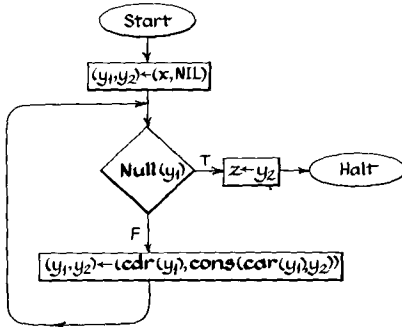 Start
(y₁,y₂)←(x,NIL)
Null(y₁)
T
z←y₂
Halt
F
(y₁,y₂)←(cdr(y₁),cons(car(y₁),y₂))